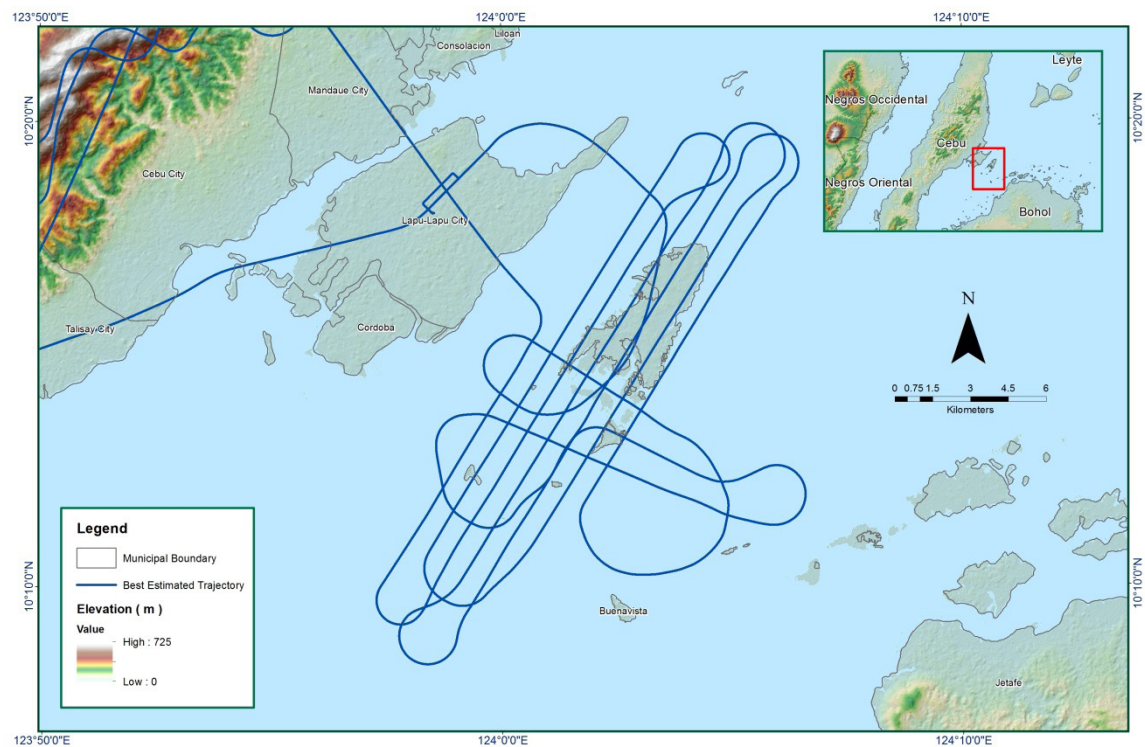 123°50'0"E
124°0'0"E
124°10'0"E
Liloan
Consolacion
Mandaue City
Cebu City
Lapu-Lapu City
Talisay City
Cordoba
Buenavista
Jetafe
10°20'0"N
10°20'0"N
10°10'0"N
10°10'0"N
Leyte
Negros Occidental
Cebu
Negros Oriental
Bohol
N
0 0.75 1.5 3 4.5 6
Kilometers
Legend
Municipal Boundary
Best Estimated Trajectory
Elevation ( m )
Value
High : 725
Low : 0
123°50'0"E
124°0'0"E
124°10'0"E